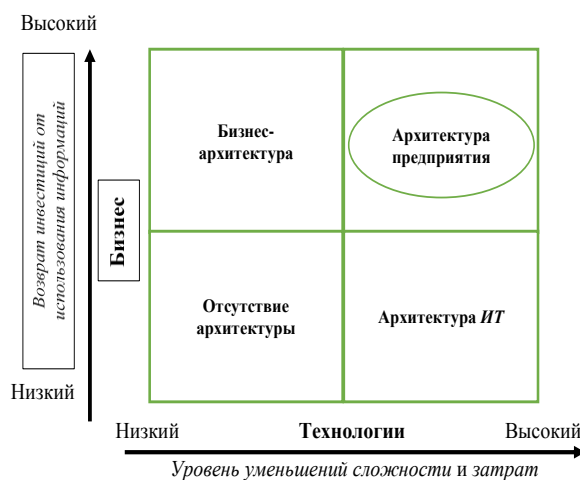 Высокий
Возврат инвестиций от
использования информаций
Бизнес
Низкий
Бизнес-
архитектура
Архитектура
предприятия
Отсутствие
архитектуры
Архитектура ИТ
Низкий
Технологии
Высокий
Уровень уменьшений сложности и затрат